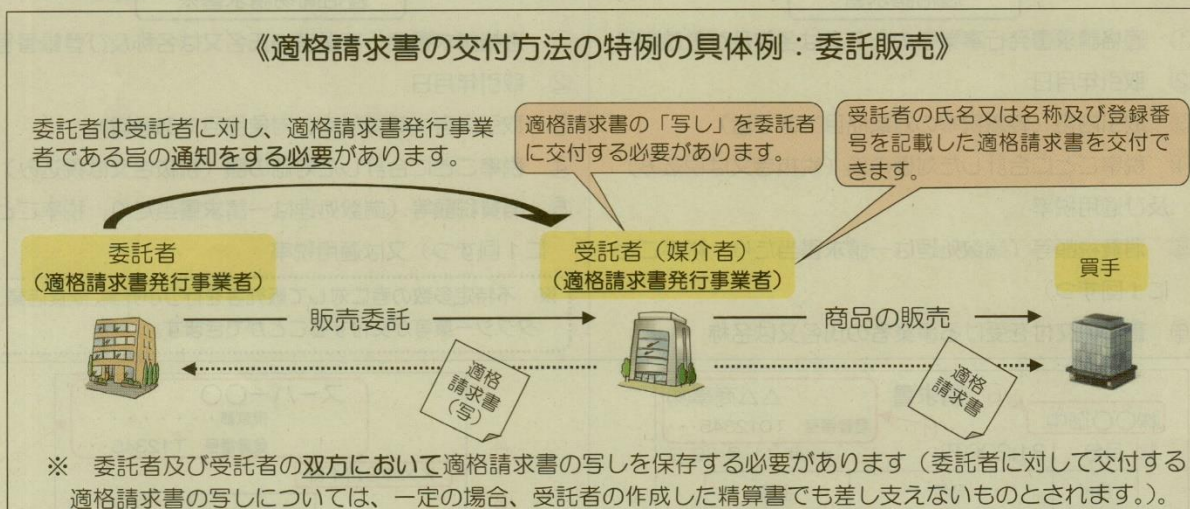 《適格請求書の交付方法の特例の具体例:委託販売》
委託者は受託者に対し、適格請求書発行事業
者である旨の通知をする必要があります。
適格請求書の「写し」を委託者
に交付する必要があります。
受託者の氏名又は名称及び登録番
号を記載した適格請求書を交付で
きます。
委託者
(適格請求書発行事業者)
受託者(媒介者)
(適格請求書発行事業者)
買手
販売委託
商品の販売
適格
請求書
(写)
適格
請求書
※ 委託者及び受託者の双方において適格請求書の写しを保存する必要があります(委託者に対して交付する
適格請求書の写しについては、一定の場合、受託者の作成した精算書でも差し支えないものとされます。)。